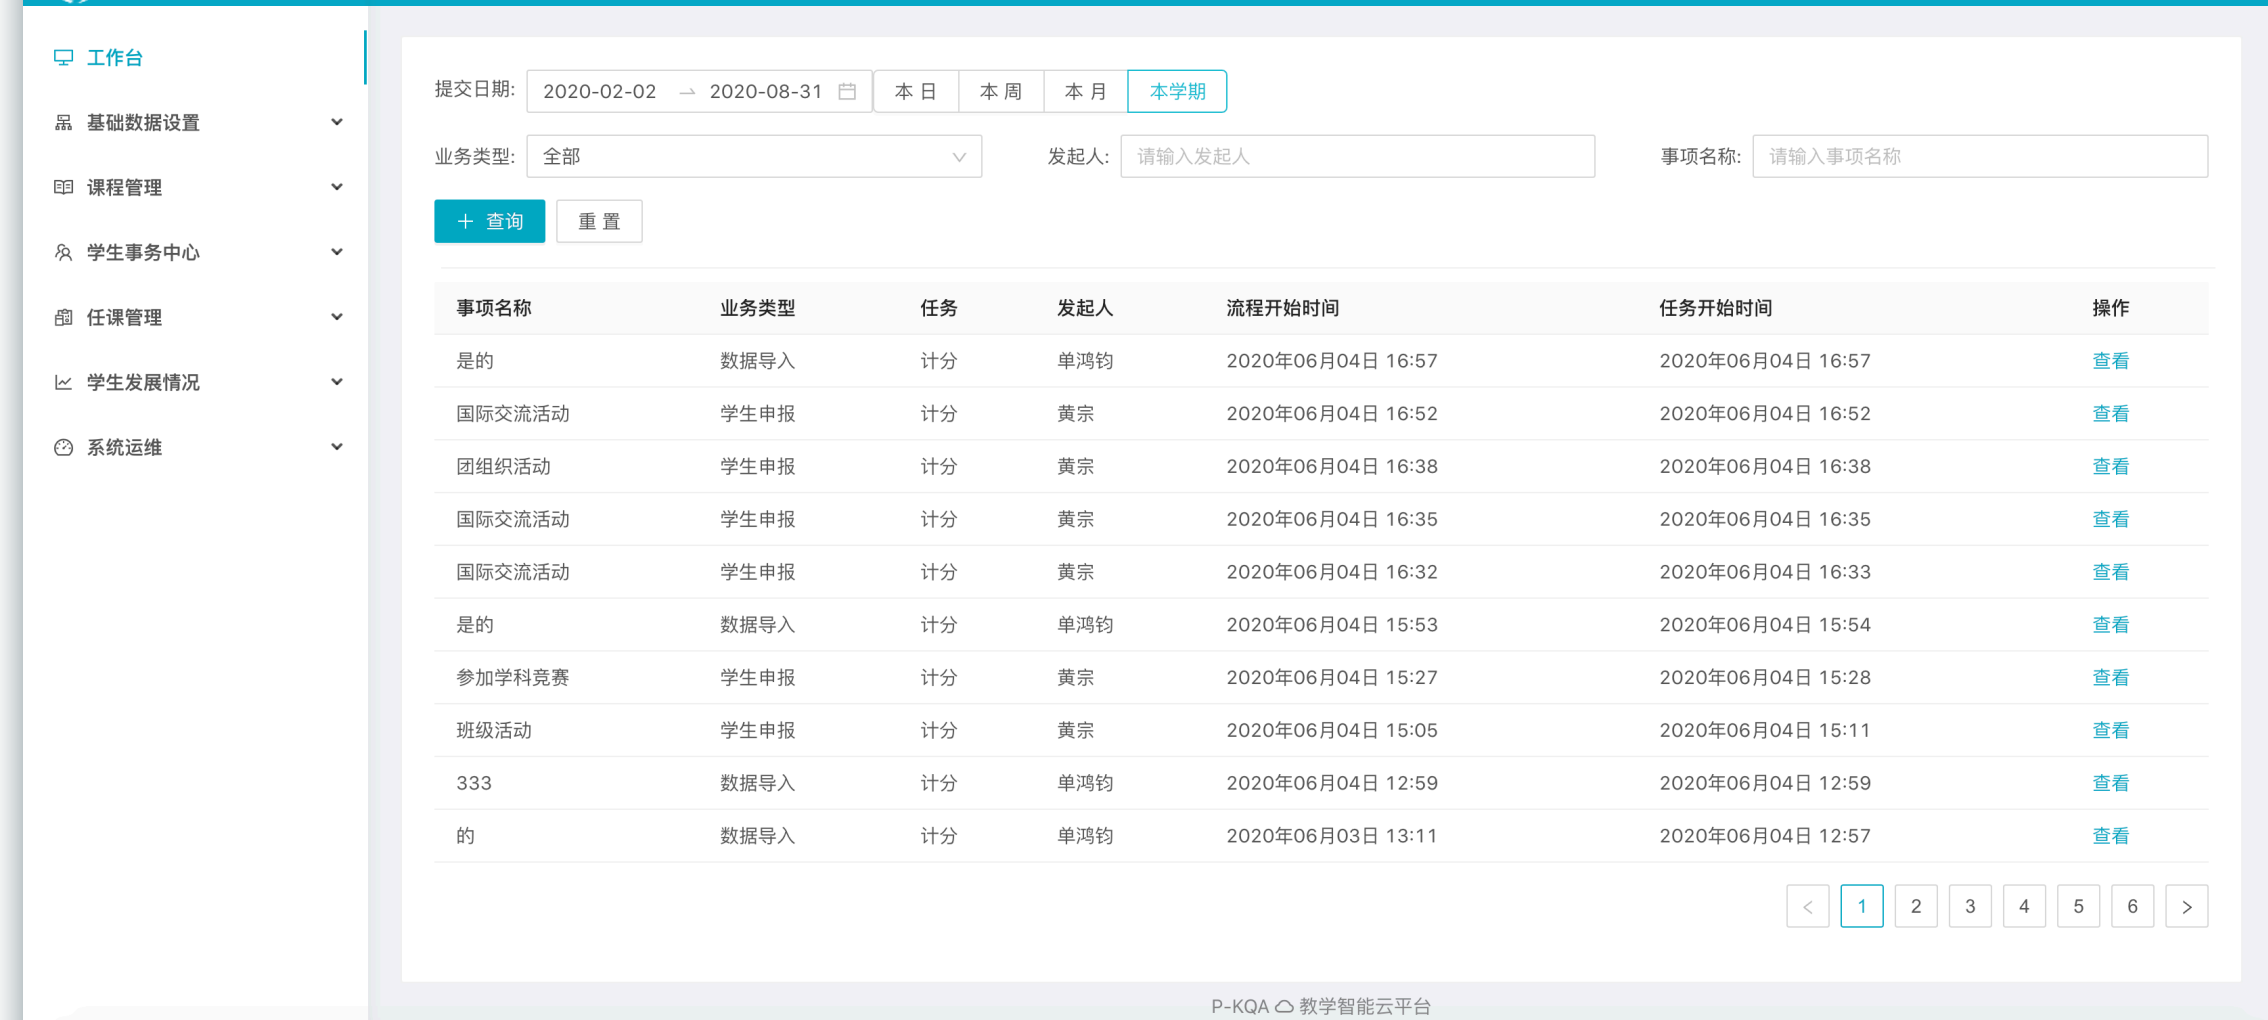 工作台
基础数据设置
课程管理
学生事务中心
任课管理
学生发展情况
系统运维
提交日期: 2020-02-02 → 2020-08-31 本 日 本 周 本 月 本学期
业务类型: 全部 发起人: 请输入发起人 事项名称: 请输入事项名称
+ 查询 重 置
事项名称 业务类型 任务 发起人 流程开始时间 任务开始时间 操作
是的 数据导入 计分 单鸿钧 2020年06月04日 16:57 2020年06月04日 16:57 查看
国际交流活动 学生申报 计分 黄宗 2020年06月04日 16:52 2020年06月04日 16:52 查看
团组织活动 学生申报 计分 黄宗 2020年06月04日 16:38 2020年06月04日 16:38 查看
国际交流活动 学生申报 计分 黄宗 2020年06月04日 16:35 2020年06月04日 16:35 查看
国际交流活动 学生申报 计分 黄宗 2020年06月04日 16:32 2020年06月04日 16:33 查看
是的 数据导入 计分 单鸿钧 2020年06月04日 15:53 2020年06月04日 15:54 查看
参加学科竞赛 学生申报 计分 黄宗 2020年06月04日 15:27 2020年06月04日 15:28 查看
班级活动 学生申报 计分 黄宗 2020年06月04日 15:05 2020年06月04日 15:11 查看
333 数据导入 计分 单鸿钧 2020年06月04日 12:59 2020年06月04日 12:59 查看
的 数据导入 计分 单鸿钧 2020年06月03日 13:11 2020年06月04日 12:57 查看
< 1 2 3 4 5 6 >
P-KQA 教学智能云平台